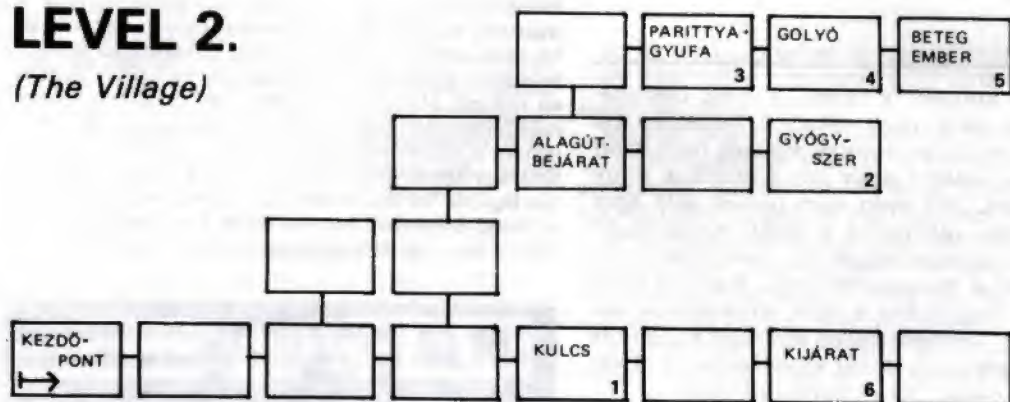 LEVEL 2.
(The Village)
PARITTYA-
GYUFA
3
GOLYÓ
4
BETEG
EMBER
5
ALAGÚT-
BEJÁRAT
GYÓGY-
SZER
2
KEZDŐ-
PONT
KULCS
1
KIJÁRAT
6